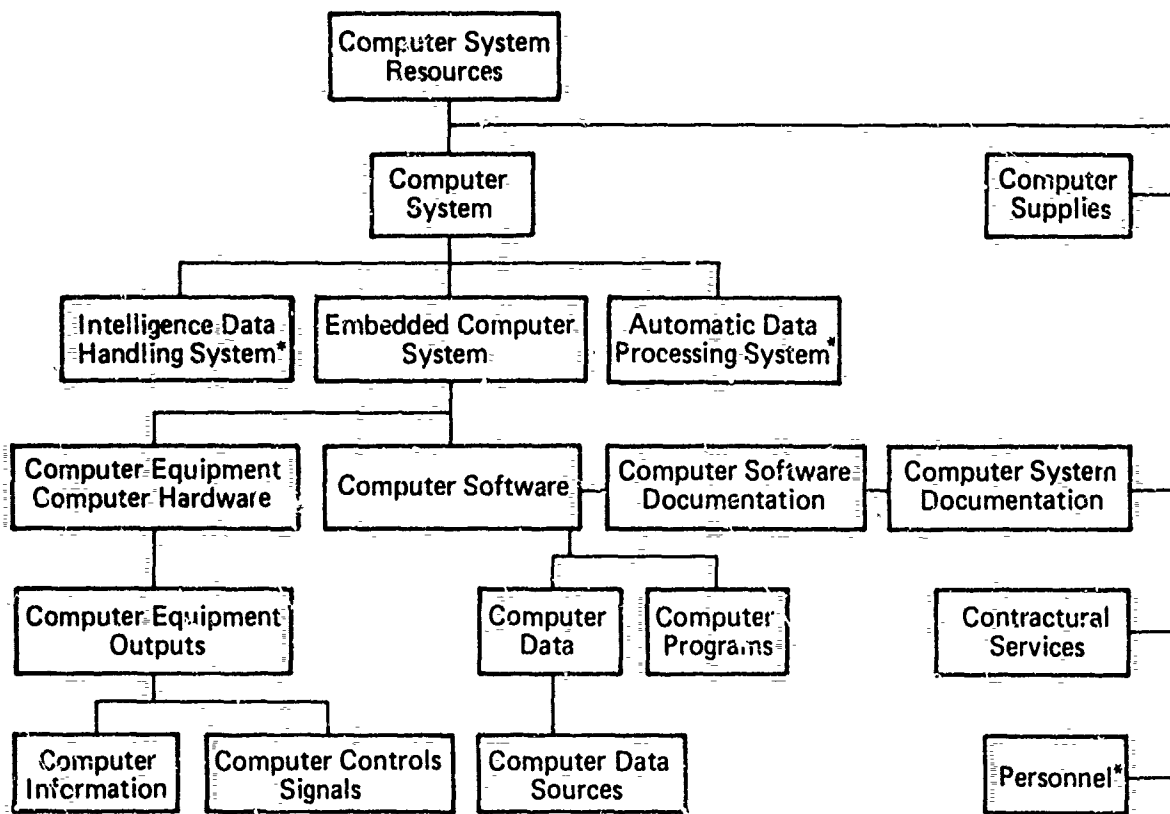 Computer System
Resources
Computer
System
Computer
Supplies
Intelligence Data
Handling System*
Embedded Computer
System
Automatic Data
Processing System*
Computer Equipment
Computer Hardware
Computer Software
Computer Software
Documentation
Computer System
Documentation
Computer Equipment
Outputs
Computer
Data
Computer
Programs
Contractural
Services
Computer
Information
Computer Controls
Signals
Computer Data
Sources
Personnel*